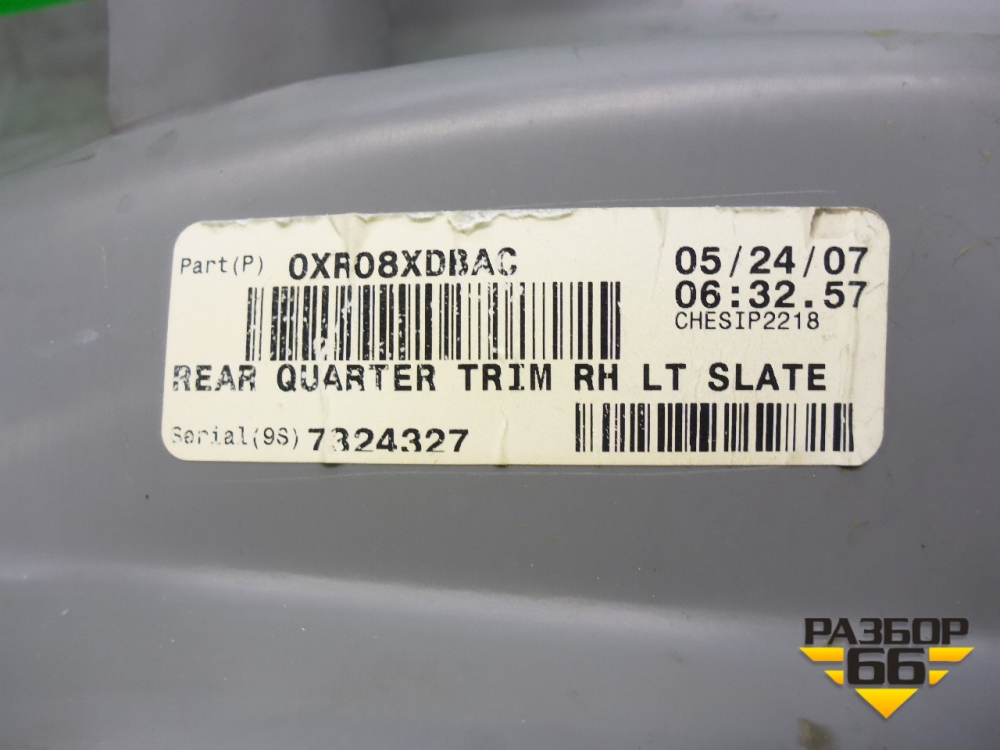 Part(P) 0XR08XDBAC
05/24/07
06:32.57
CHESIP2218
REAR QUARTER TRIM RH LT SLATE
Serial(9S) 7324327
РАЗБОР
66